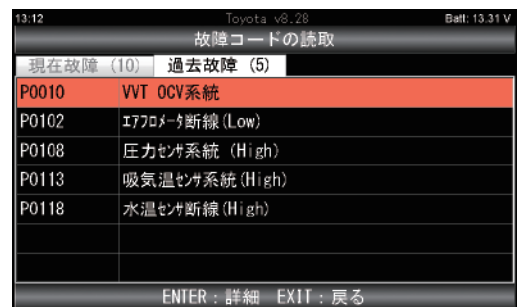 13:12 Toyota v8.28 Batt: 13.31 V
故障コードの読取
現在故障 (10) 過去故障 (5)
P0010 VVT OCV系統
P0102 ｴｱﾌﾛﾒｰﾀ断線(Low)
P0108 圧力ｾﾝｻ系統 (High)
P0113 吸気温ｾﾝｻ系統(High)
P0118 水温ｾﾝｻ断線(High)
ENTER : 詳細 EXIT : 戻る